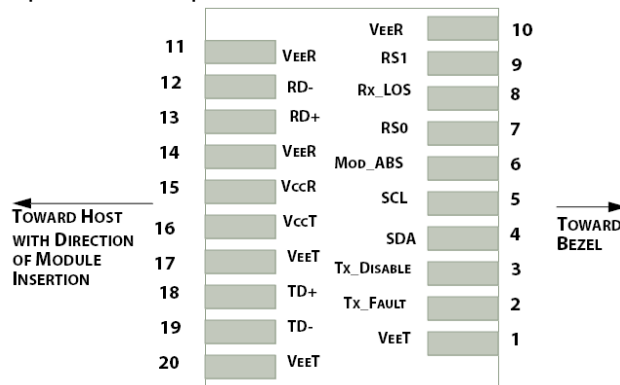 VEER 10
11 VEER
RS1 9
12 RD-
Rx_LOS 8
13 RD+
RS0 7
14 VEER
MOD_ABS 6
15 VccR
SCL 5
16 VccT
SDA 4
17 VEET
Tx_DISABLE 3
18 TD+
Tx_FAULT 2
19 TD-
VEET 1
20 VEET
TOWARD HOST
WITH DIRECTION
OF MODULE
INSERTION
TOWARD
BEZEL